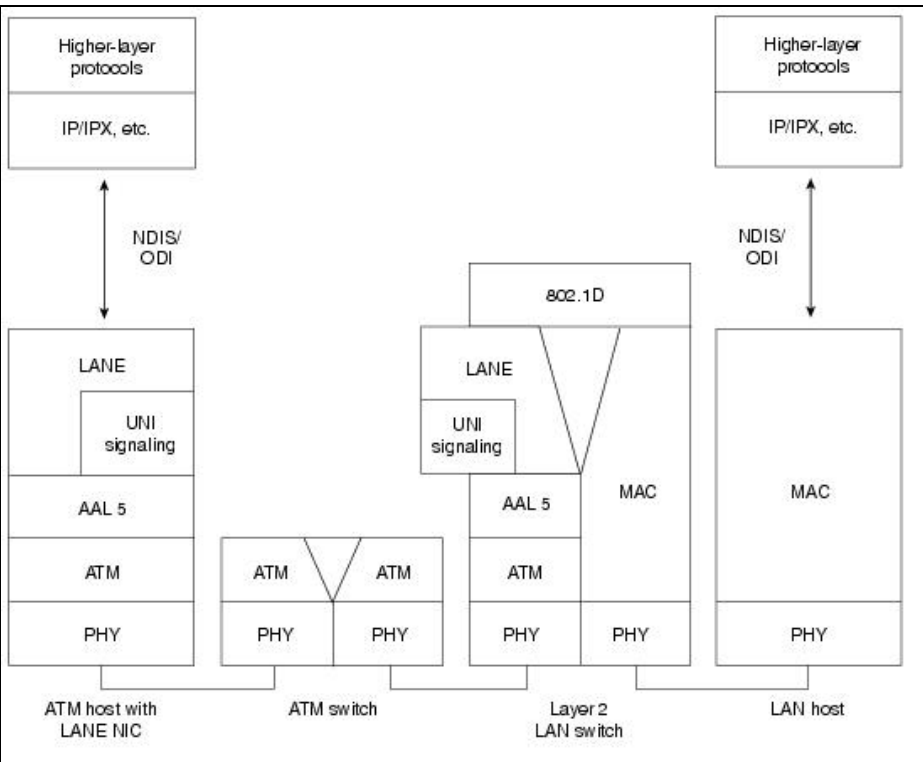 Higher-layer
protocols
IP/IPX, etc.
NDIS/
ODI
LANE
UNI
signaling
AAL 5
ATM
PHY
ATM host with
LANE NIC
ATM
ATM
PHY
PHY
ATM switch
802.1D
LANE
UNI
signaling
AAL 5
MAC
ATM
PHY
PHY
Layer 2
LAN switch
Higher-layer
protocols
IP/IPX, etc.
NDIS/
ODI
MAC
PHY
LAN host